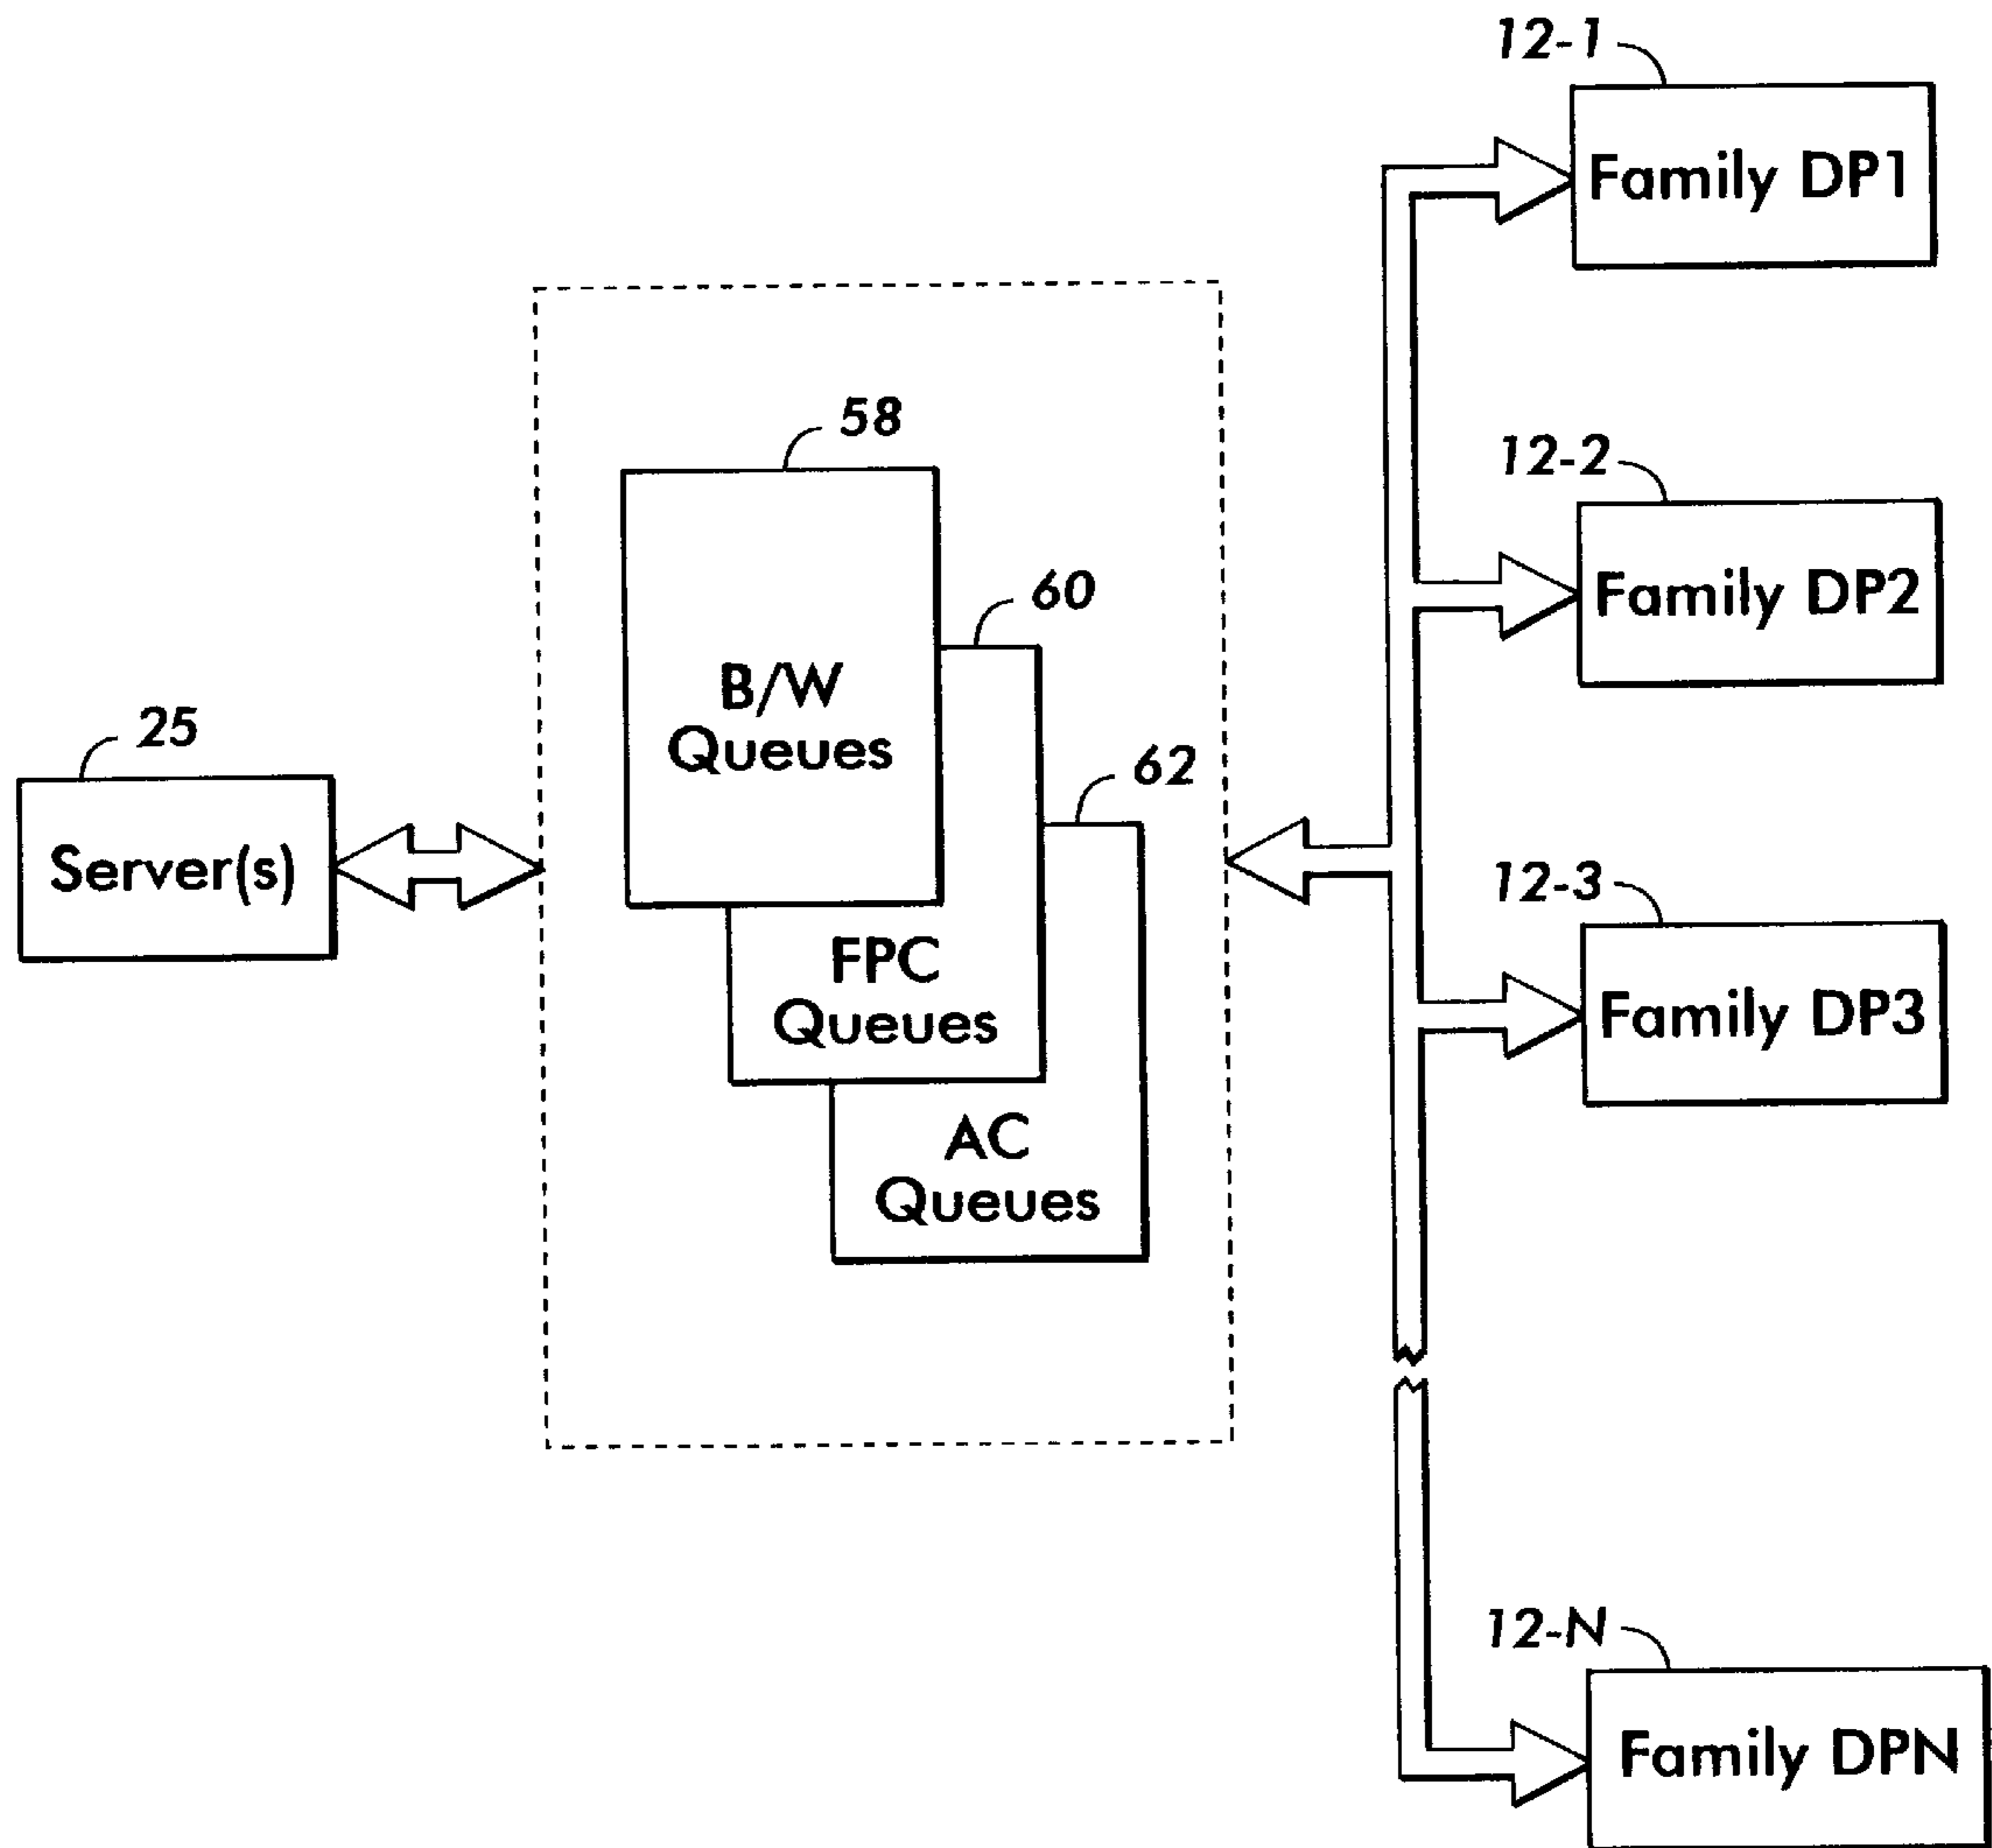 12-1
Family DP1
58
12-2
60
Family DP2
B/W
Queues
25
62
Server(s)
12-3
FPC
Queues
Family DP3
AC
Queues
12-N
Family DPN